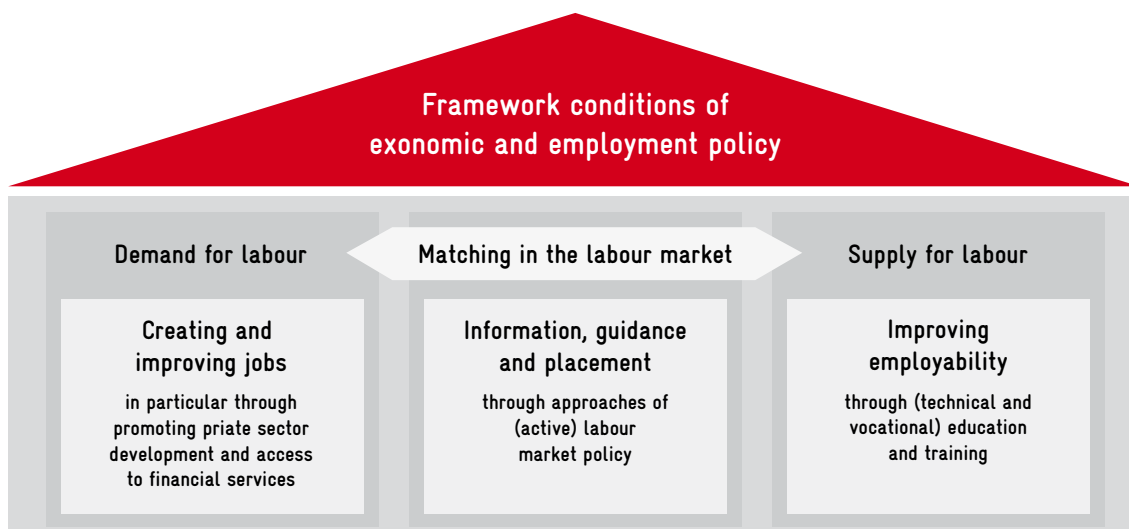 Framework conditions of
exonomic and employment policy
Demand for labour
Matching in the labour market
Supply for labour
Creating and
improving jobs
in particular through
promoting priate sector
development and access
to financial services
Information, guidance
and placement
through approaches of
(active) labour
market policy
Improving
employability
through (technical and
vocational) education
and training